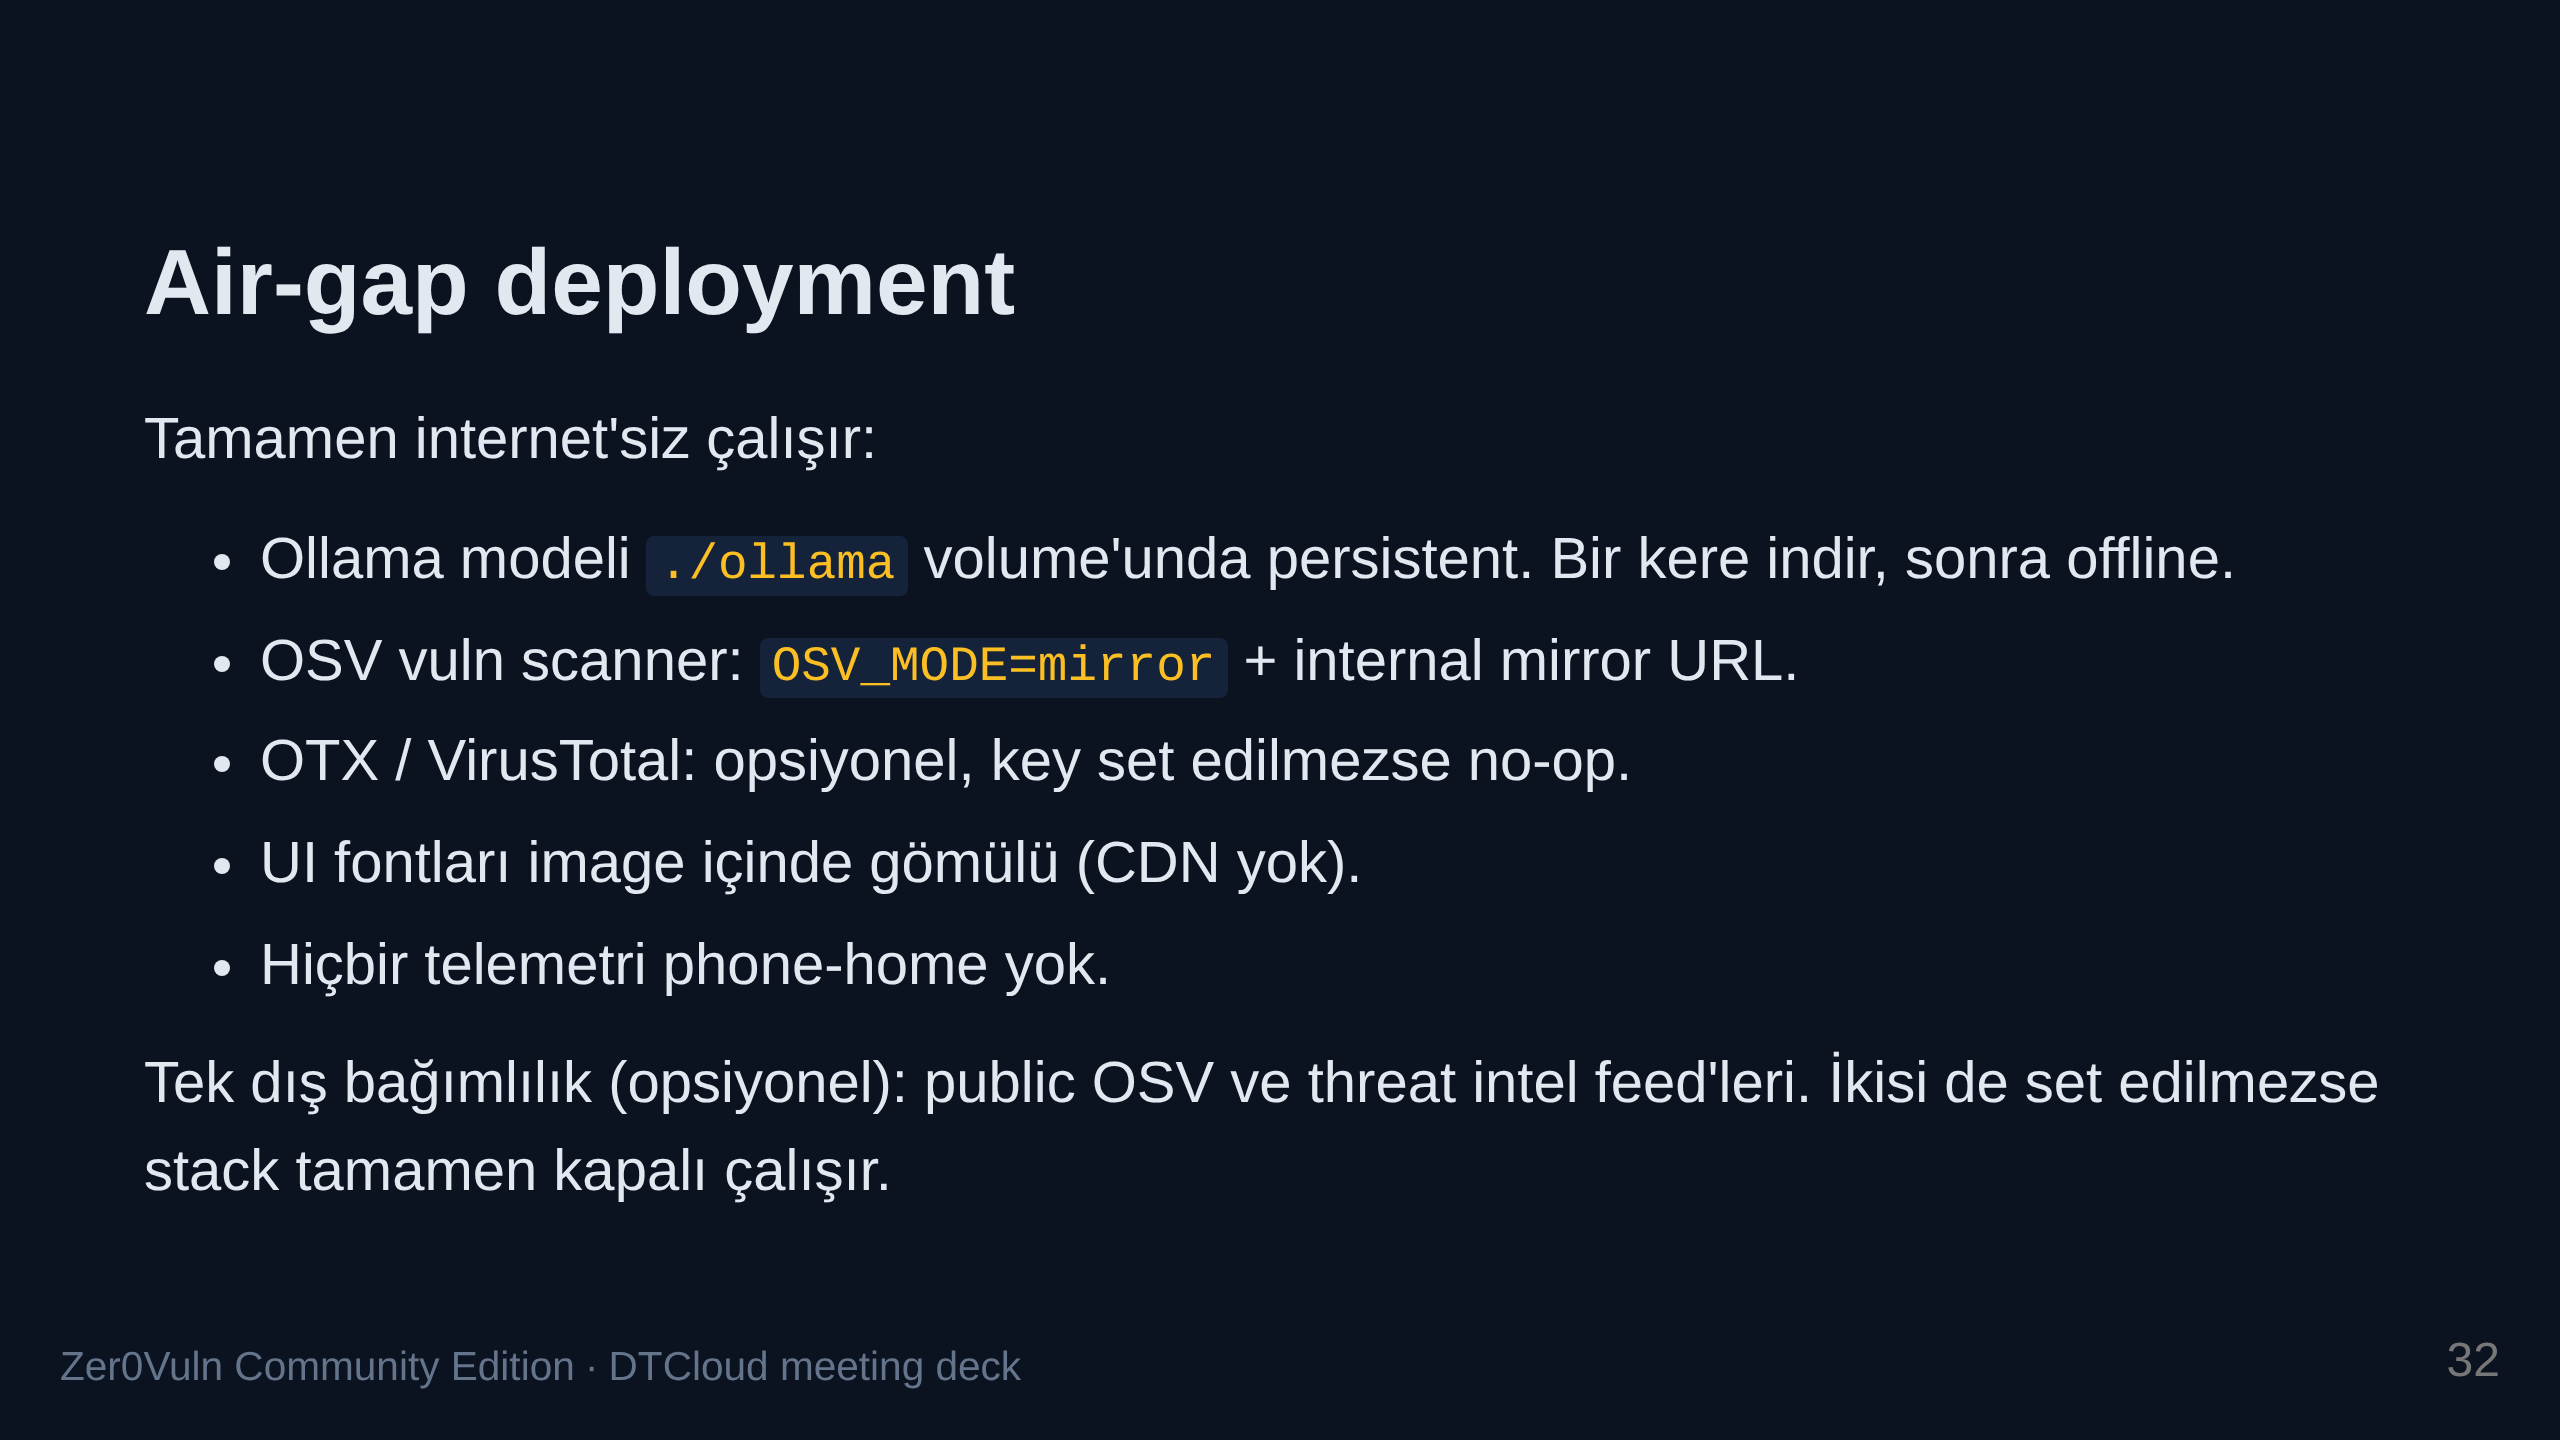 Air-gap deployment
Tamamen internet'siz çalışır:
• Ollama modeli ./ollama volume'unda persistent. Bir kere indir, sonra offline.
• OSV vuln scanner: OSV_MODE=mirror + internal mirror URL.
• OTX / VirusTotal: opsiyonel, key set edilmezse no-op.
• UI fontları image içinde gömülü (CDN yok).
• Hiçbir telemetri phone-home yok.
Tek dış bağımlılık (opsiyonel): public OSV ve threat intel feed'leri. İkisi de set edilmezse
stack tamamen kapalı çalışır.
Zer0Vuln Community Edition · DTCloud meeting deck
32